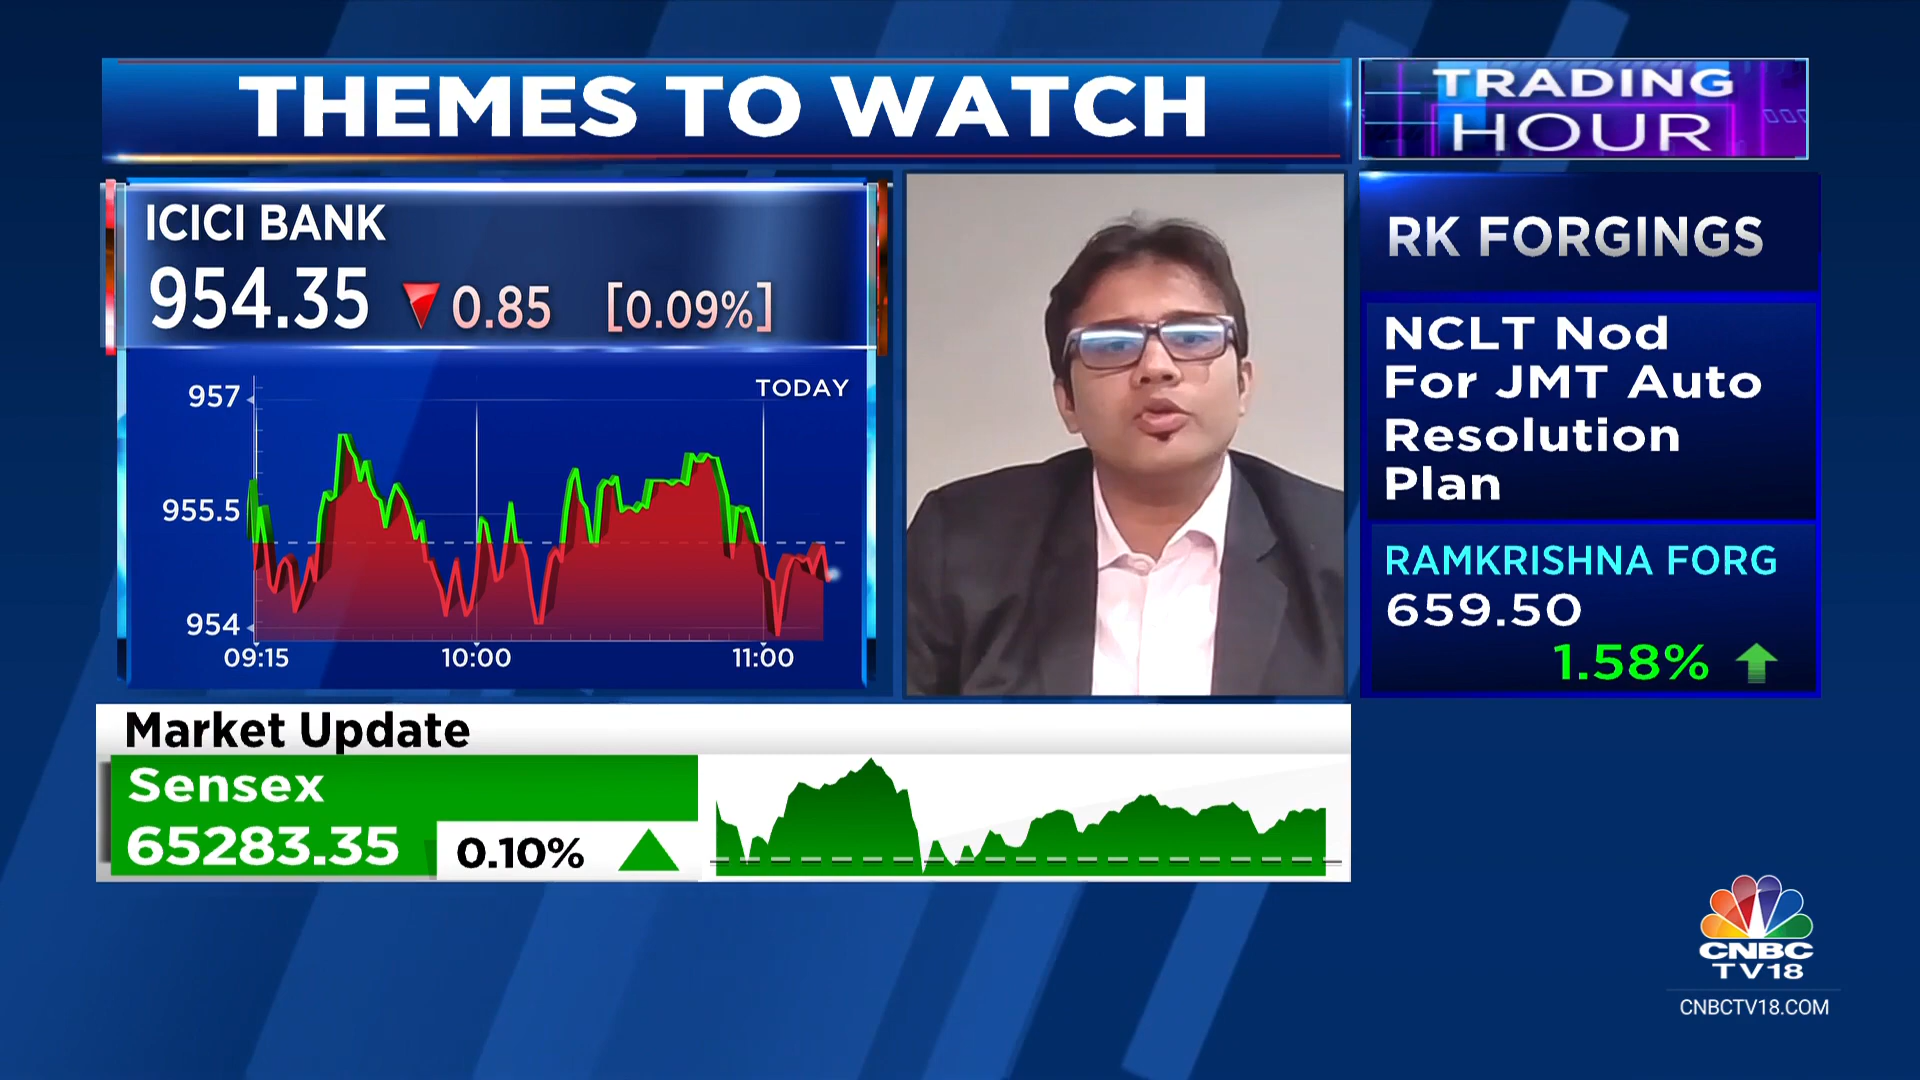 THEMES TO WATCH
TRADING
HOUR
ICICI BANK
954.35 ▼ 0.85 [0.09%]
TODAY
957
955.5
954
09:15 10:00 11:00
RK FORGINGS
NCLT Nod
For JMT Auto
Resolution
Plan
RAMKRISHNA FORG
659.50
1.58%
Market Update
Sensex
65283.35 0.10%
CNBC
TV18
CNBCTV18.COM